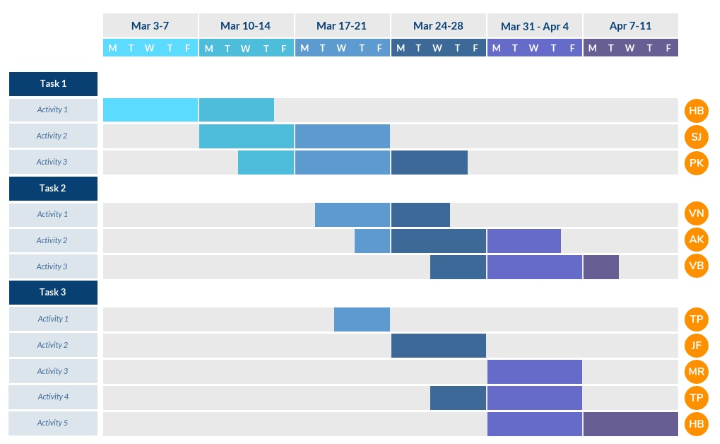 Mar 3-7 Mar 10-14 Mar 17-21 Mar 24-28 Mar 31 - Apr 4 Apr 7-11
M T W T F M T W T F M T W T F M T W T F M T W T F M T W T F
Task 1
Activity 1 HB
Activity 2 SJ
Activity 3 PK
Task 2
Activity 1 VN
Activity 2 AK
Activity 3 VB
Task 3
Activity 1 TP
Activity 2 JF
Activity 3 MR
Activity 4 TP
Activity 5 HB